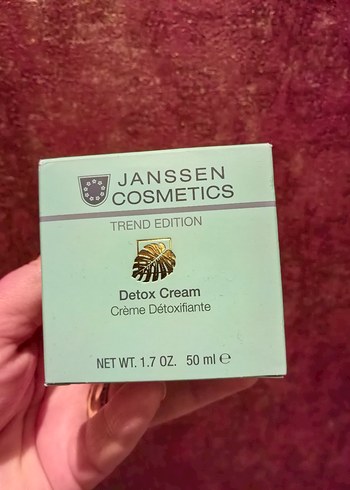 JANSSEN
COSMETICS
TREND EDITION
Detox Cream
Crème Détoxifiante
NET WT. 1.7 OZ. 50 ml ℮